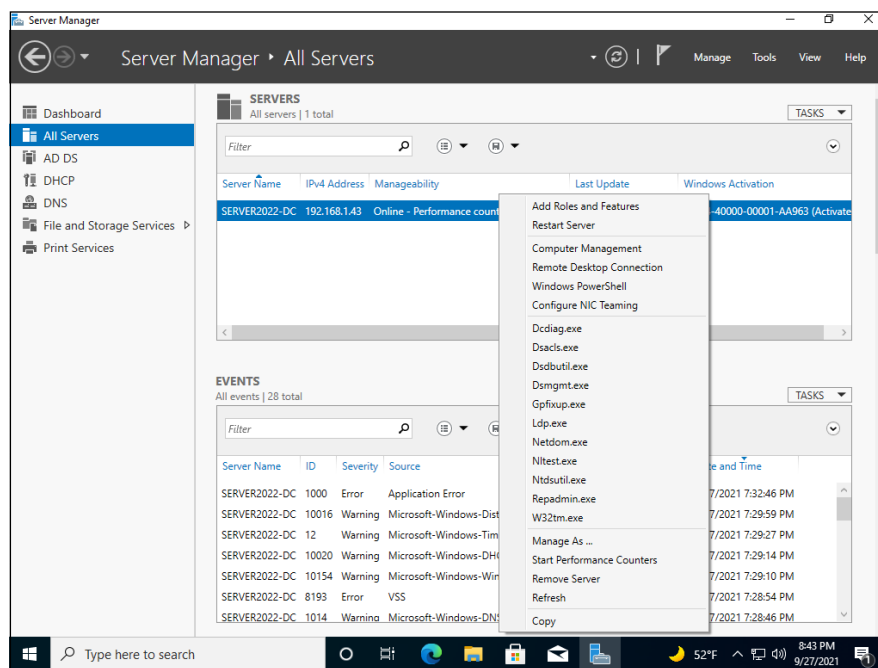 Server Manager
Server Manager • All Servers
Manage Tools View Help
Dashboard
All Servers
AD DS
DHCP
DNS
File and Storage Services
Print Services
SERVERS
All servers | 1 total
TASKS
Filter
Server Name IPv4 Address Manageability Last Update Windows Activation
SERVER2022-DC 192.168.1.43 Online - Performance count -40000-00001-AA963 (Activate
Add Roles and Features
Restart Server
Computer Management
Remote Desktop Connection
Windows PowerShell
Configure NIC Teaming
Dcdiag.exe
Dsacls.exe
Dsdbutil.exe
Dsmgmt.exe
Gpfixup.exe
Ldp.exe
Netdom.exe
Nltest.exe
Ntdsutil.exe
Repadmin.exe
W32tm.exe
Manage As ...
Start Performance Counters
Remove Server
Refresh
Copy
EVENTS
All events | 28 total
TASKS
Filter
Server Name ID Severity Source e and Time
SERVER2022-DC 1000 Error Application Error 7/2021 7:32:46 PM
SERVER2022-DC 10016 Warning Microsoft-Windows-Dist 7/2021 7:29:59 PM
SERVER2022-DC 12 Warning Microsoft-Windows-Tim 7/2021 7:29:27 PM
SERVER2022-DC 10020 Warning Microsoft-Windows-DHC 7/2021 7:29:14 PM
SERVER2022-DC 10154 Warning Microsoft-Windows-Win 7/2021 7:29:10 PM
SERVER2022-DC 8193 Error VSS 7/2021 7:28:54 PM
SERVER2022-DC 1014 Warning Microsoft-Windows-DNS 7/2021 7:28:46 PM
Type here to search
52°F
8:43 PM
9/27/2021
1